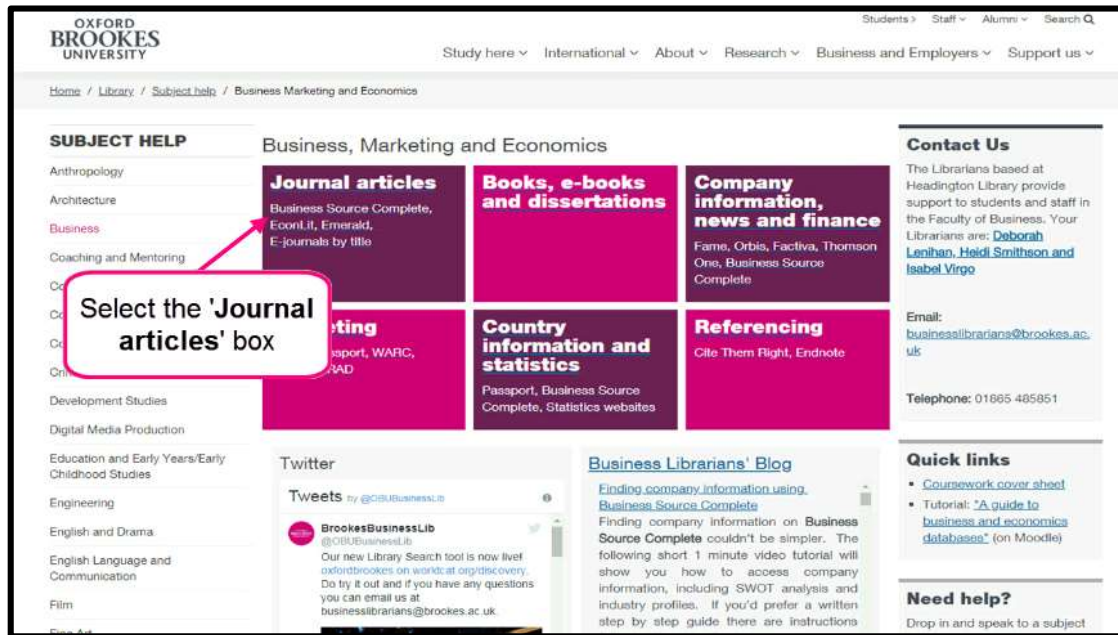 OXFORD
BROOKES
UNIVERSITY
Students > Staff Alumni Search
Study here International About Research Business and Employers Support us
Home / Library / Subject help / Business Marketing and Economics
SUBJECT HELP
Anthropology
Architecture
Business
Coaching and Mentoring
Development Studies
Digital Media Production
Education and Early Years/Early
Childhood Studies
Engineering
English and Drama
English Language and
Communication
Film
Business, Marketing and Economics
Journal articles
Business Source Complete,
EconLit, Emerald,
E-journals by title
Books, e-books
and dissertations
Company
information,
news and finance
Fame, Orbis, Factiva, Thomson
One, Business Source
Complete
Select the 'Journal
articles' box
WARC,
Country
information and
statistics
Passport, Business Source
Complete, Statistics websites
Referencing
Cite Them Right, Endnote
Twitter
Tweets by @OBUBusinessLib
BrookesBusinessLib
@OBUBusinessLib
Our new Library Search tool is now live!
oxfordbrookes.on.worldcat.org/discovery.
Do try it out and if you have any questions
you can email us at
businesslibrarians@brookes.ac.uk.
Business Librarians' Blog
Finding company information using
Business Source Complete
Finding company information on Business
Source Complete couldn't be simpler. The
following short 1 minute video tutorial will
show you how to access company
information, including SWOT analysis and
industry profiles. If you'd prefer a written
step by step guide there are instructions
Contact Us
The Librarians based at
Headington Library provide
support to students and staff in
the Faculty of Business. Your
Librarians are: Deborah
Lenihan, Heidi Smithson and
Isabel Virgo
Email:
businesslibrarians@brookes.ac.
uk
Telephone: 01865 485851
Quick links
Coursework cover sheet
Tutorial: "A guide to
business and economics
databases" (on Moodle)
Need help?
Drop in and speak to a subject